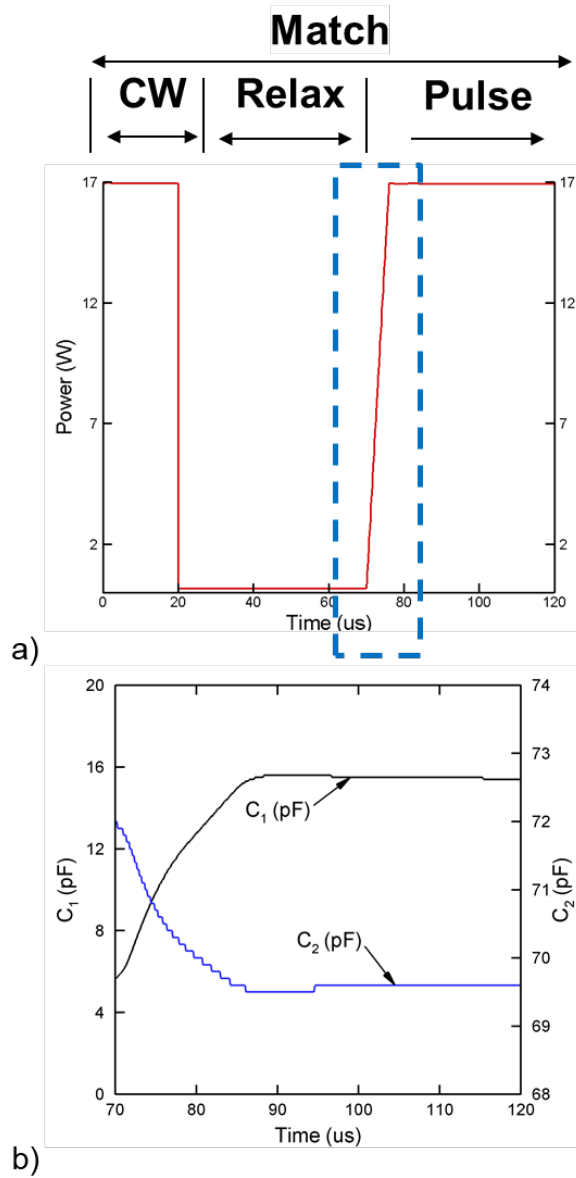 Match
CW Relax Pulse
17 17
12 12
7 7
2 2
Power (W)
0 20 40 60 80 100 120
Time (us)
a)
20 74
16 73
12 72
8 71
4 70
0 69
68
C1 (pF)
C2 (pF)
C1 (pF)
C2 (pF)
70 80 90 100 110 120
Time (us)
b)